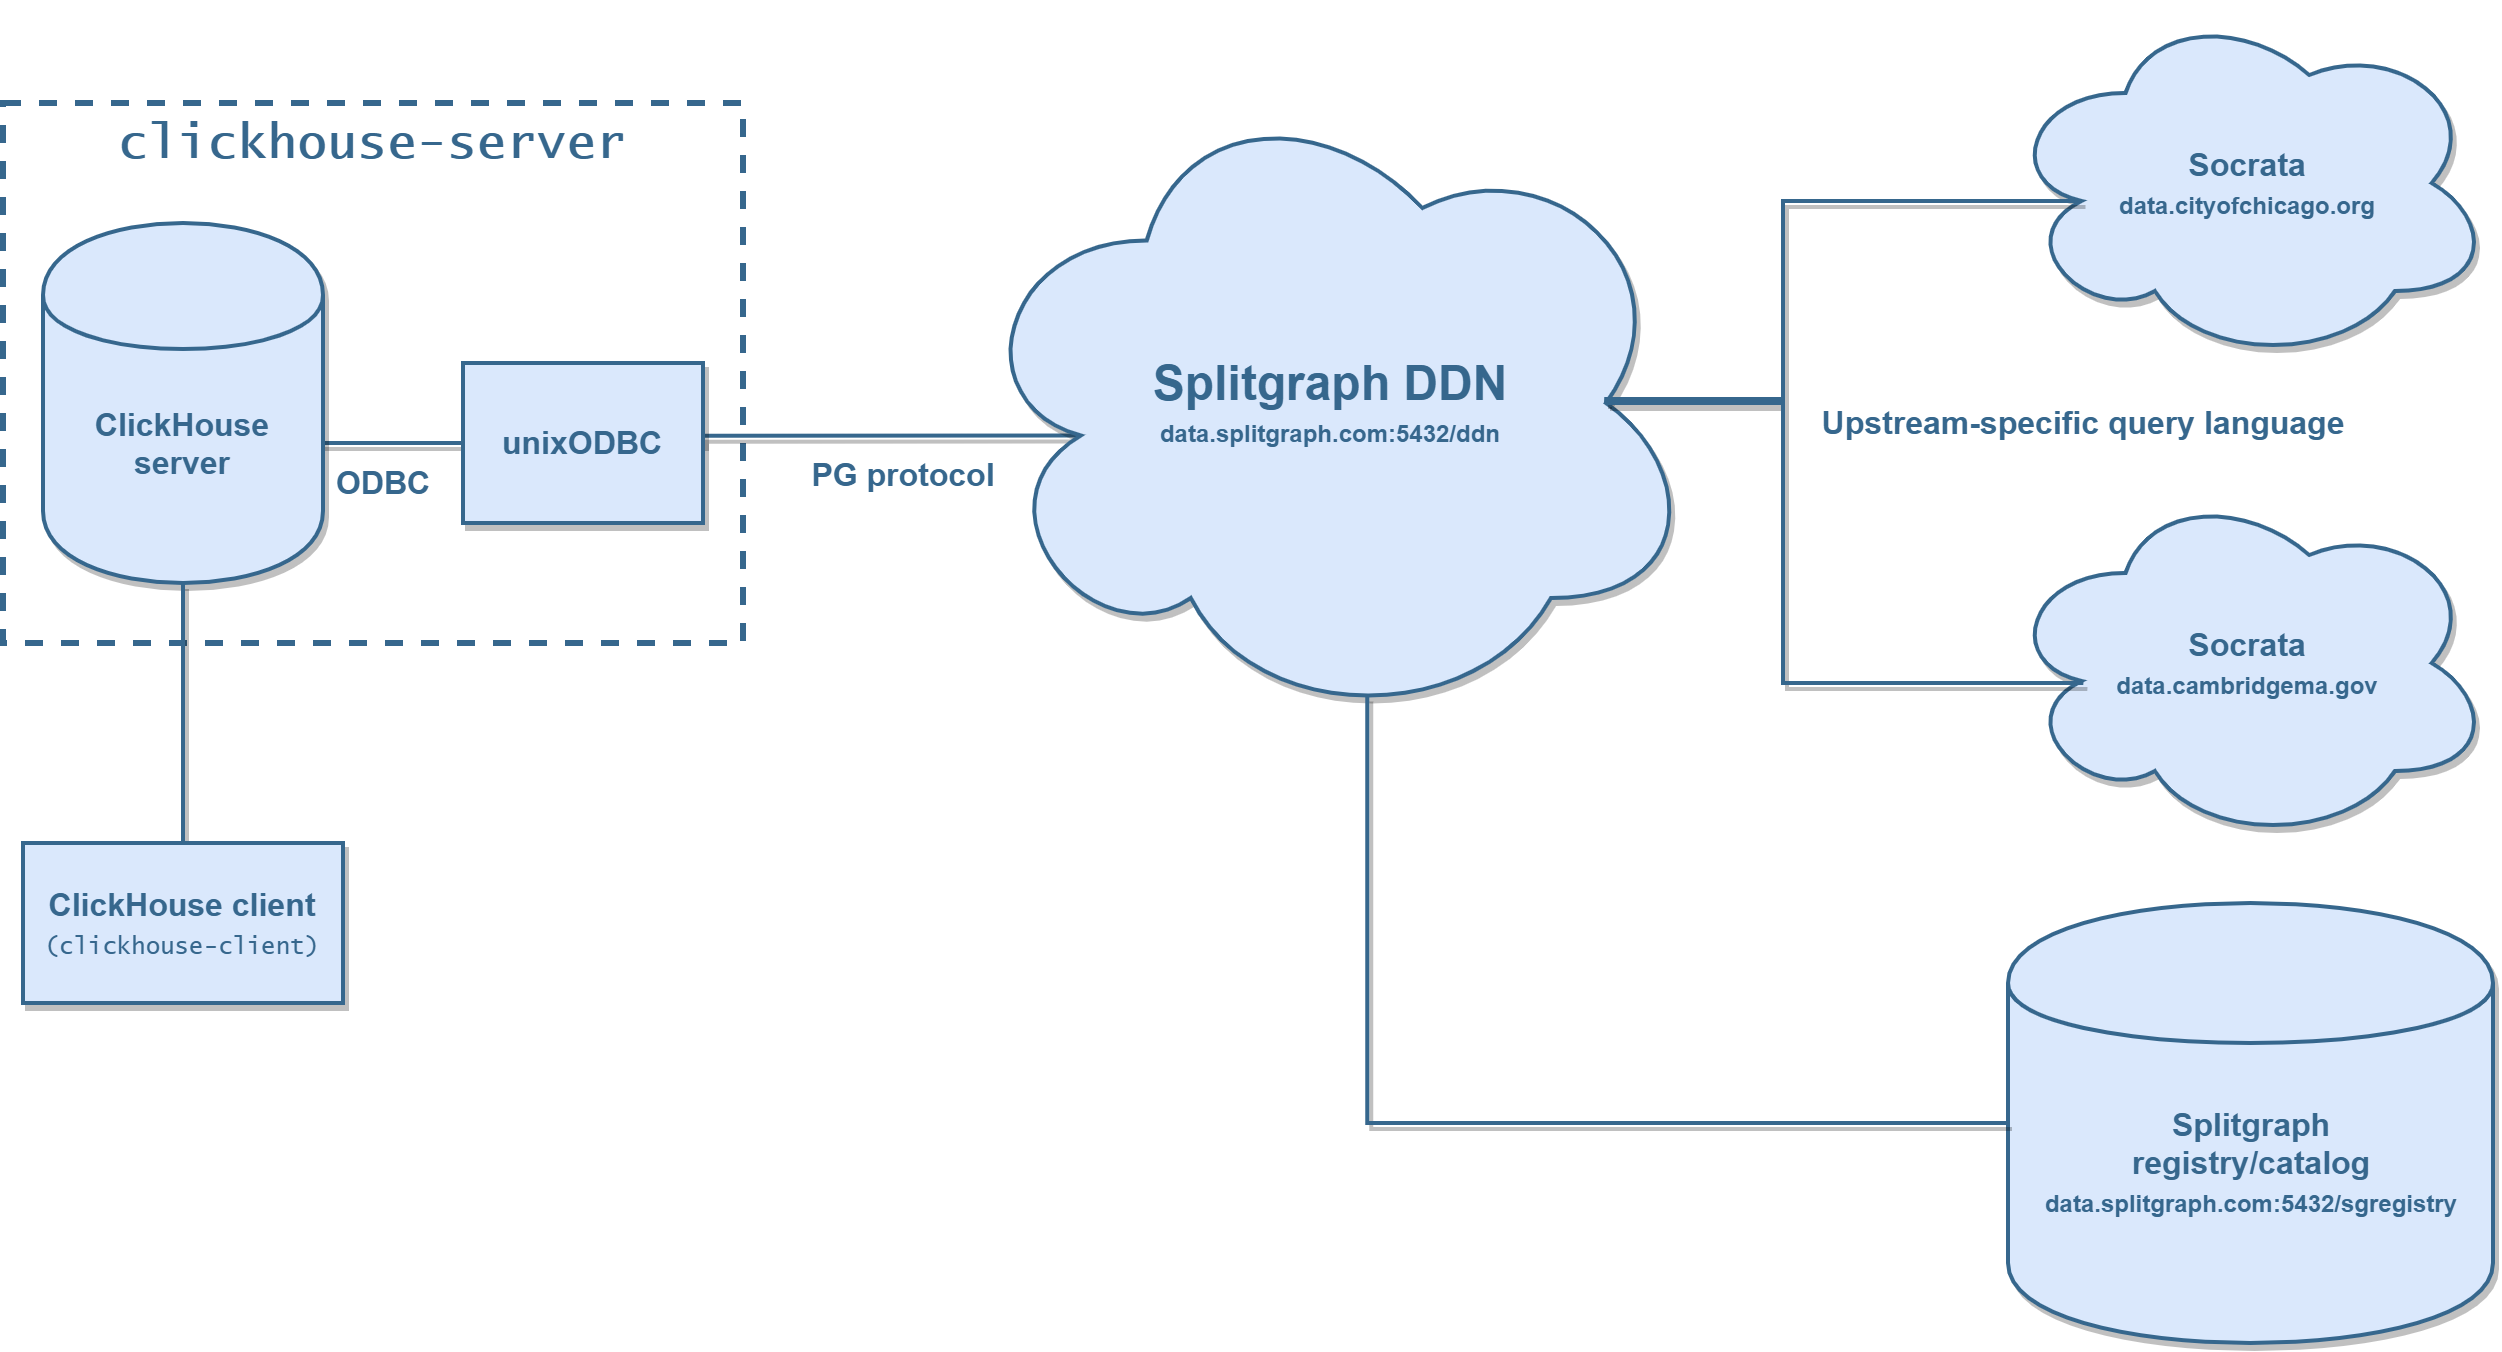 clickhouse-server
ClickHouse
server
ODBC
unixODBC
PG protocol
ClickHouse client
(clickhouse-client)
Splitgraph DDN
data.splitgraph.com:5432/ddn
Upstream-specific query language
Socrata
data.cityofchicago.org
Socrata
data.cambridgema.gov
Splitgraph
registry/catalog
data.splitgraph.com:5432/sgregistry